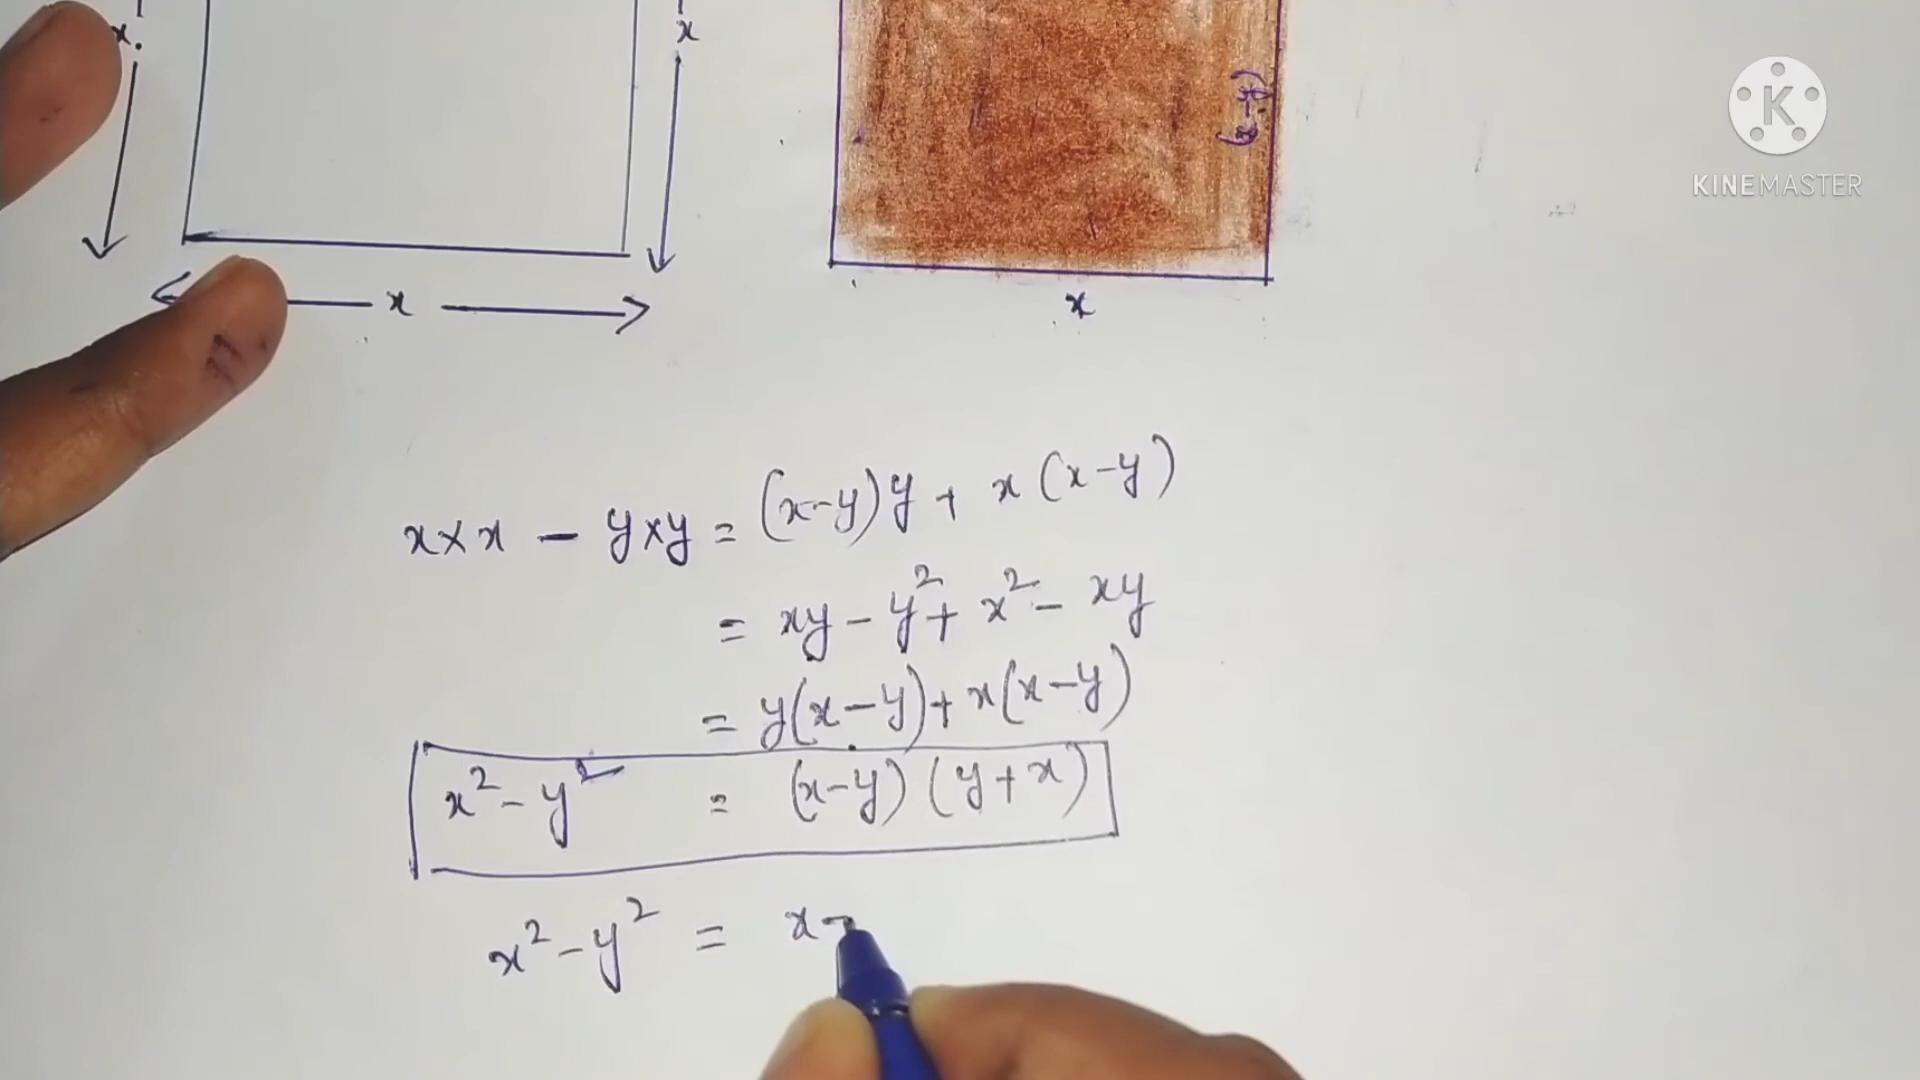 x x
(x-y)
KINEMASTER
x x
x×x - y×y = (x-y)y + x(x-y)
= xy - y² + x² - xy
= y(x-y) + x(x-y)
x² - y² = (x-y)(y+x)
x² - y² = x-